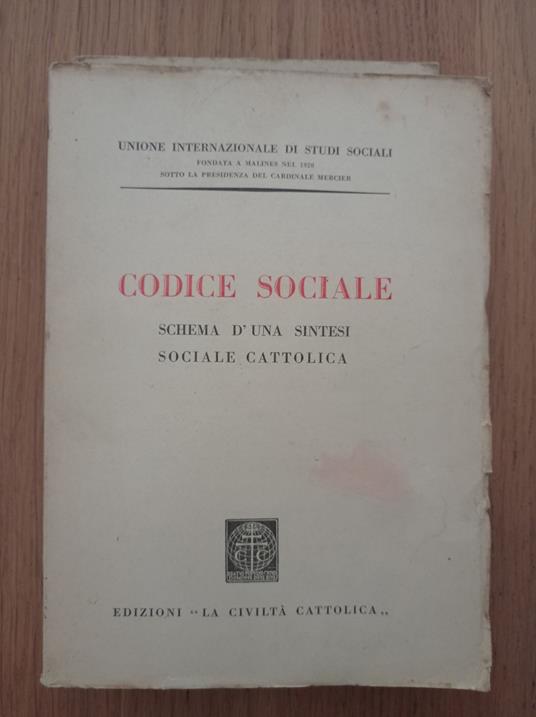 UNIONE INTERNAZIONALE DI STUDI SOCIALI
FONDATA A MALINES NEL 1920
SOTTO LA PRESIDENZA DEL CARDINALE MERCIER
CODICE SOCIALE
SCHEMA D'UNA SINTESI
SOCIALE CATTOLICA
EDIZIONI “LA CIVILTÀ CATTOLICA„